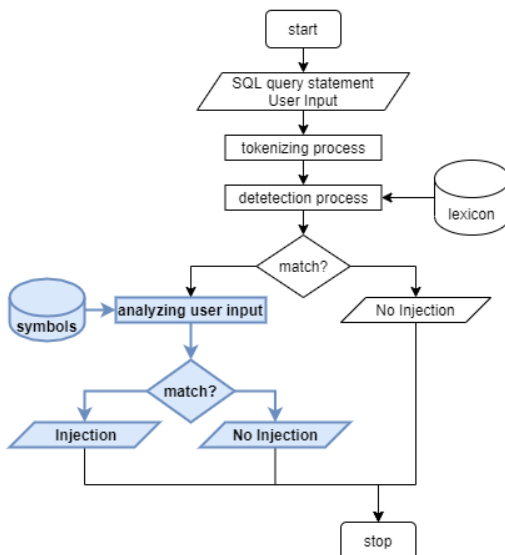 start
SQL query statement
User Input
tokenizing process
detetection process
lexicon
match?
No Injection
symbols
analyzing user input
match?
Injection
No Injection
stop